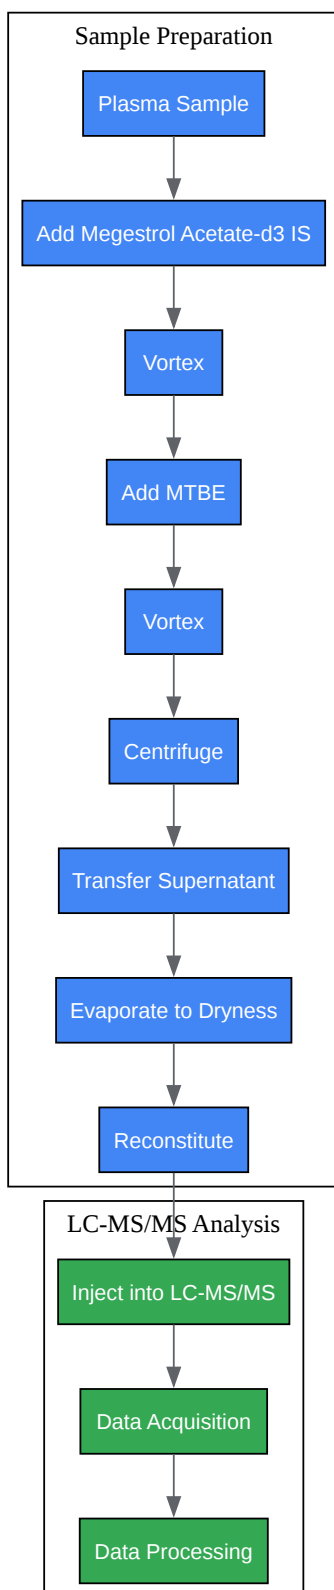 Sample Preparation
Plasma Sample
Add Megestrol Acetate-d3 IS
Vortex
Add MTBE
Vortex
Centrifuge
Transfer Supernatant
Evaporate to Dryness
Reconstitute
LC-MS/MS Analysis
Inject into LC-MS/MS
Data Acquisition
Data Processing